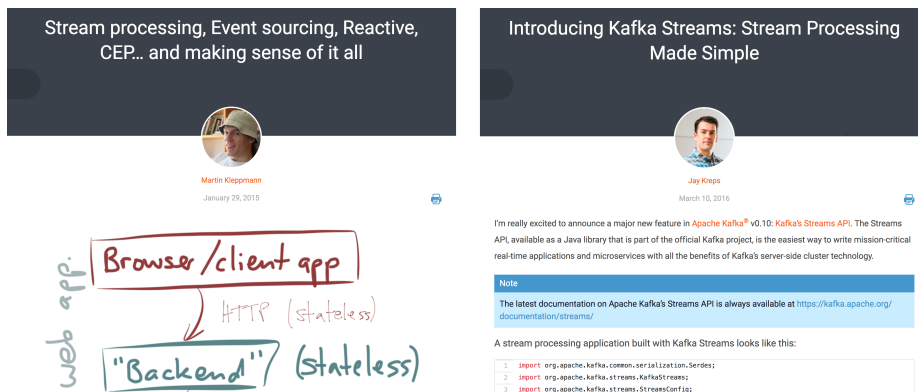 Stream processing, Event sourcing, Reactive,
CEP... and making sense of it all
Martin Kleppmann
January 29, 2015
web app.
Browser/client app
HTTP (stateless)
"Backend" (stateless)
Introducing Kafka Streams: Stream Processing
Made Simple
Jay Kreps
March 10, 2016
I'm really excited to announce a major new feature in Apache Kafka® v0.10: Kafka's Streams API. The Streams
API, available as a Java library that is part of the official Kafka project, is the easiest way to write mission-critical
real-time applications and microservices with all the benefits of Kafka's server-side cluster technology.
Note
The latest documentation on Apache Kafka's Streams API is always available at https://kafka.apache.org/
documentation/streams/
A stream processing application built with Kafka Streams looks like this:
1 import org.apache.kafka.common.serialization.Serdes;
2 import org.apache.kafka.streams.KafkaStreams;
3 import org.apache.kafka.streams.StreamsConfig;